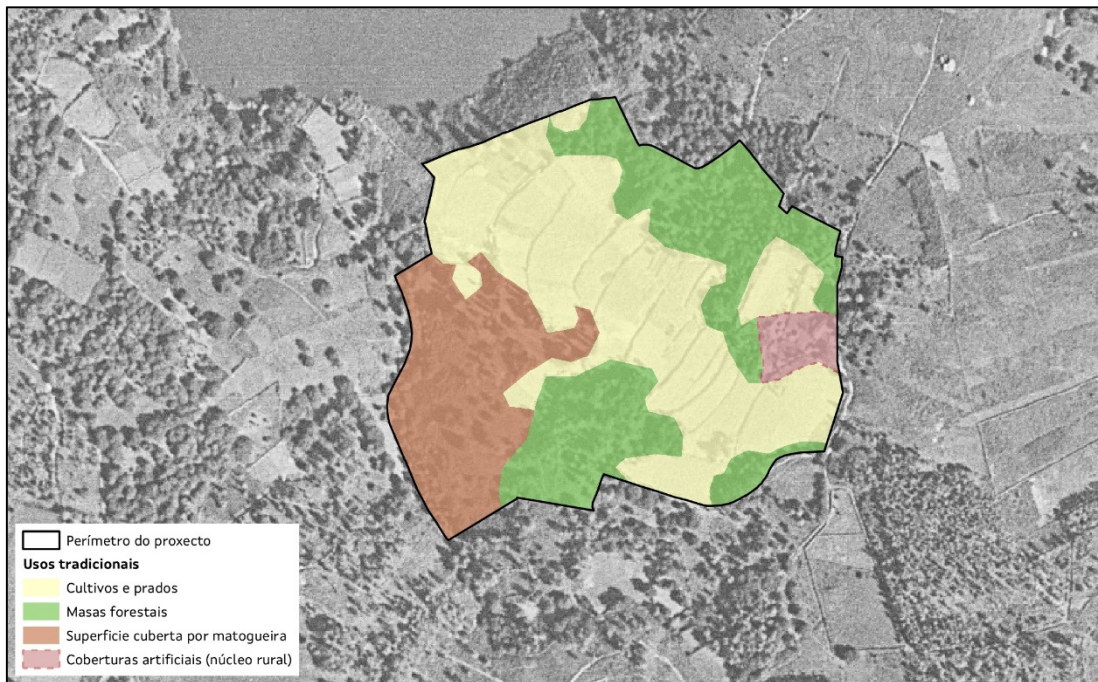 Perímetro do proxecto
Usos tradicionais
Cultivos e prados
Masas forestais
Superficie cuberta por matogueira
Coberturas artificiais (núcleo rural)